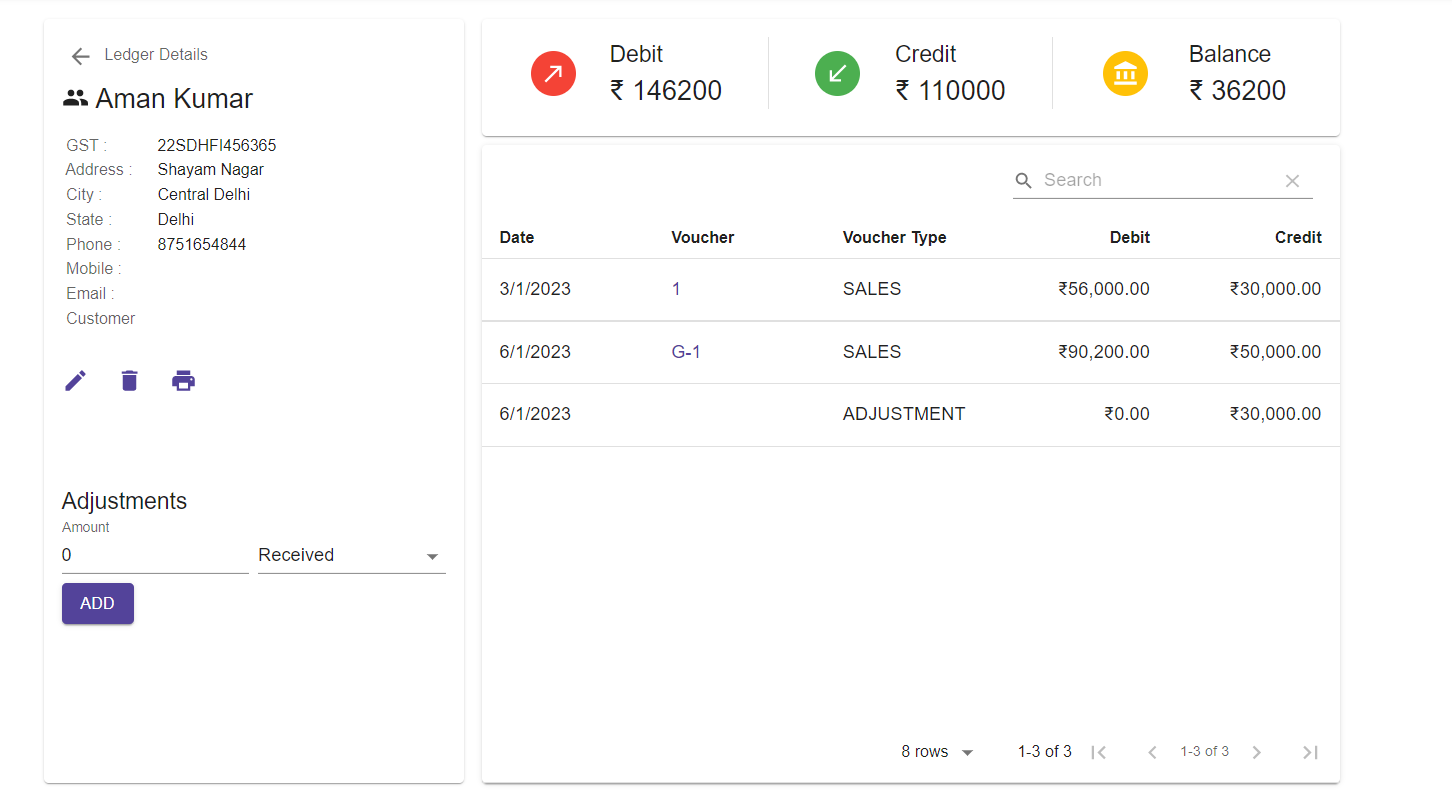 Ledger Details
Aman Kumar
GST : 22SDHFI456365
Address : Shayam Nagar
City : Central Delhi
State : Delhi
Phone : 8751654844
Mobile :
Email :
Customer
Adjustments
Amount
0 Received
ADD
Debit
₹ 146200
Credit
₹ 110000
Balance
₹ 36200
Search
Date Voucher Voucher Type Debit Credit
3/1/2023 1 SALES ₹56,000.00 ₹30,000.00
6/1/2023 G-1 SALES ₹90,200.00 ₹50,000.00
6/1/2023 ADJUSTMENT ₹0.00 ₹30,000.00
8 rows 1-3 of 3 1-3 of 3